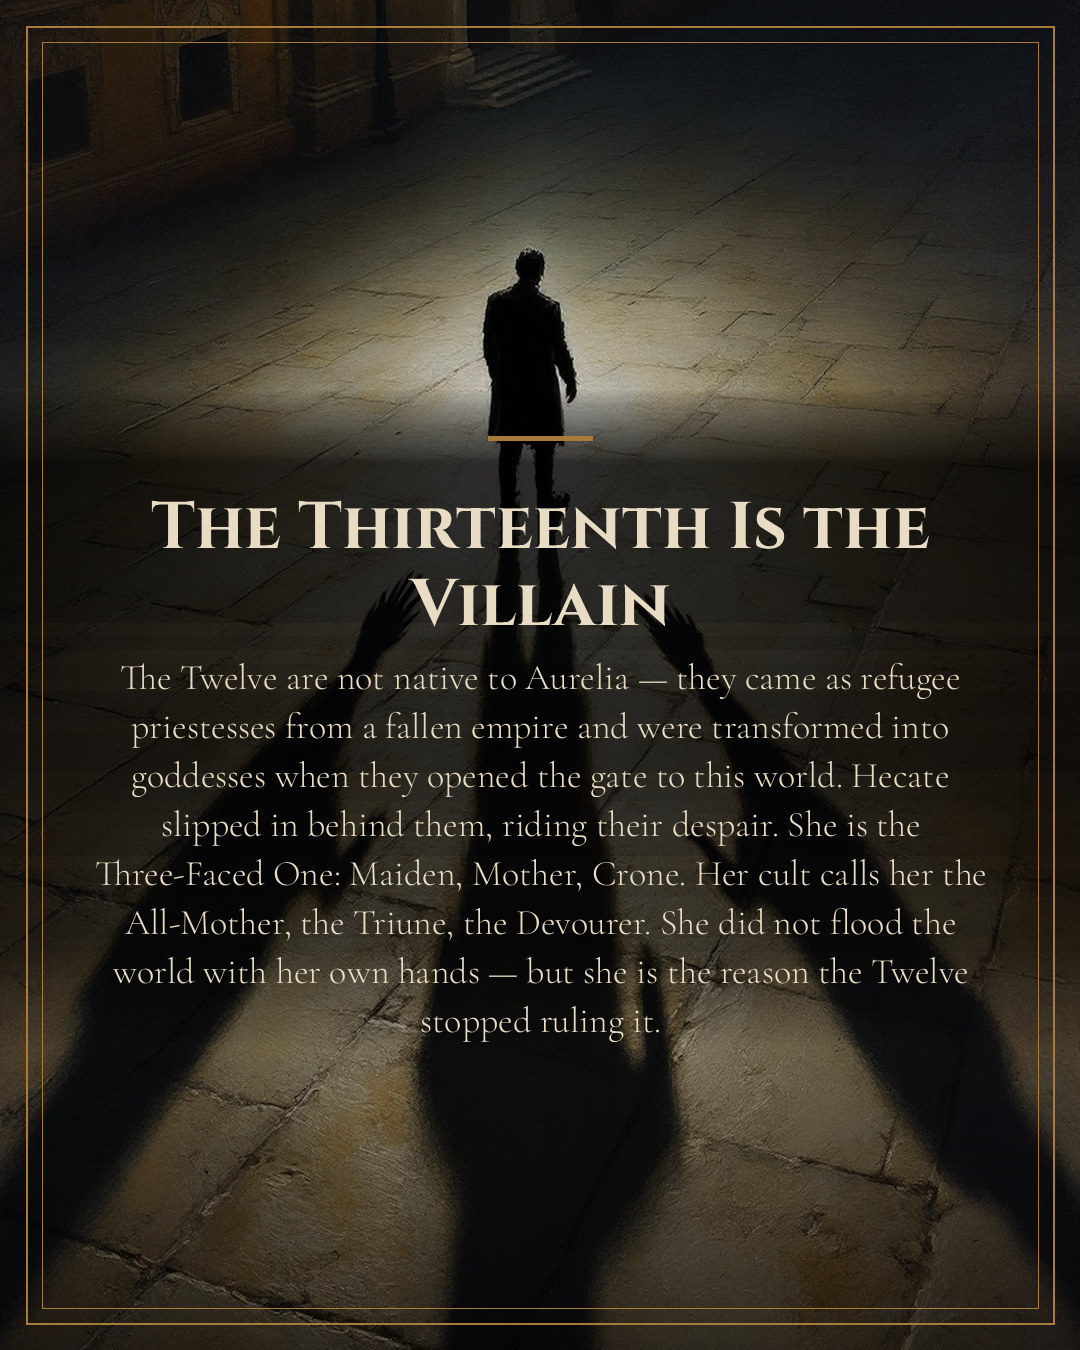 The Thirteenth Is the
Villain
The Twelve are not native to Aurelia — they came as refugee
priestesses from a fallen empire and were transformed into
goddesses when they opened the gate to this world. Hecate
slipped in behind them, riding their despair. She is the
Three-Faced One: Maiden, Mother, Crone. Her cult calls her the
All-Mother, the Triune, the Devourer. She did not flood the
world with her own hands — but she is the reason the Twelve
stopped ruling it.